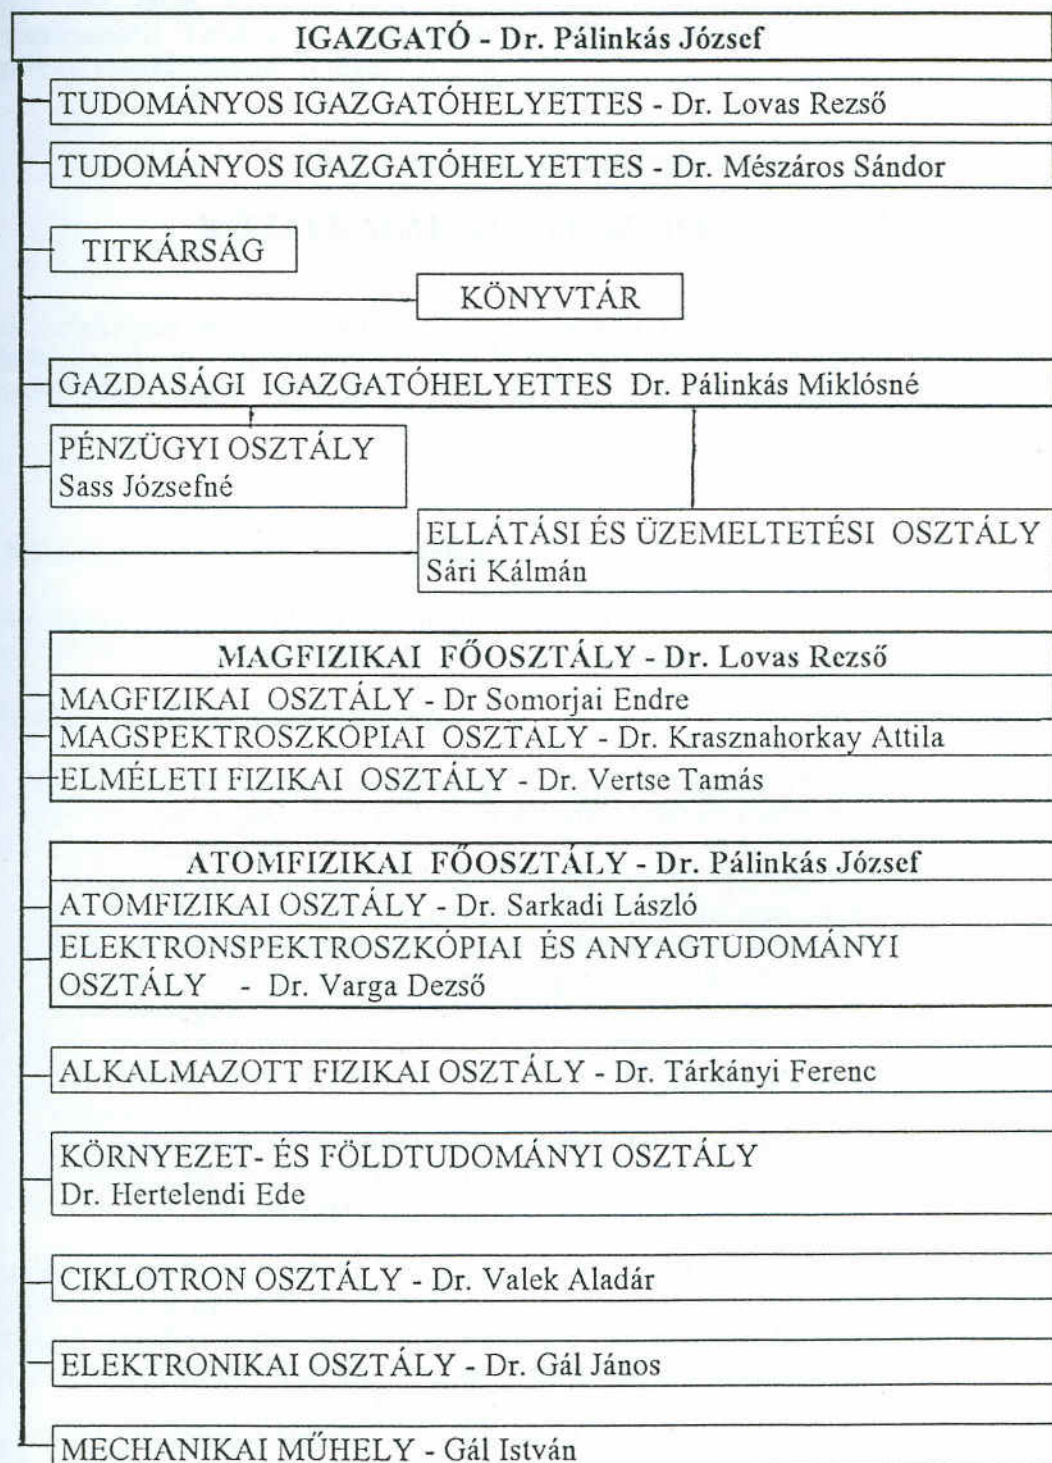 IGAZGATÓ - Dr. Pálinkás József
TUDOMÁNYOS IGAZGATÓHELYETTES - Dr. Lovas Rezső
TUDOMÁNYOS IGAZGATÓHELYETTES - Dr. Mészáros Sándor
TITKÁRSÁG
KÖNYVTÁR
GAZDASÁGI IGAZGATÓHELYETTES Dr. Pálinkás Miklósné
PÉNZÜGYI OSZTÁLY
Sass Józsefné
ELLÁTÁSI ÉS ÜZEMELTETÉSI OSZTÁLY
Sári Kálmán
MAGFIZIKAI FŐOSZTÁLY - Dr. Lovas Rezső
MAGFIZIKAI OSZTÁLY - Dr Somorjai Endre
MAGSPEKTROSZKÓPIAI OSZTÁLY - Dr. Krasznahorkay Attila
ELMÉLETI FIZIKAI OSZTÁLY - Dr. Vertse Tamás
ATOMFIZIKAI FŐOSZTÁLY - Dr. Pálinkás József
ATOMFIZIKAI OSZTÁLY - Dr. Sarkadi László
ELEKTRONSPEKTROSZKÓPIAI ÉS ANYAGTUDOMÁNYI
OSZTÁLY - Dr. Varga Dezső
ALKALMAZOTT FIZIKAI OSZTÁLY - Dr. Tárkányi Ferenc
KÖRNYEZET- ÉS FÖLDTUDOMÁNYI OSZTÁLY
Dr. Hertelendi Ede
CIKLOTRON OSZTÁLY - Dr. Valek Aladár
ELEKTRONIKAI OSZTÁLY - Dr. Gál János
MECHANIKAI MŰHELY - Gál István